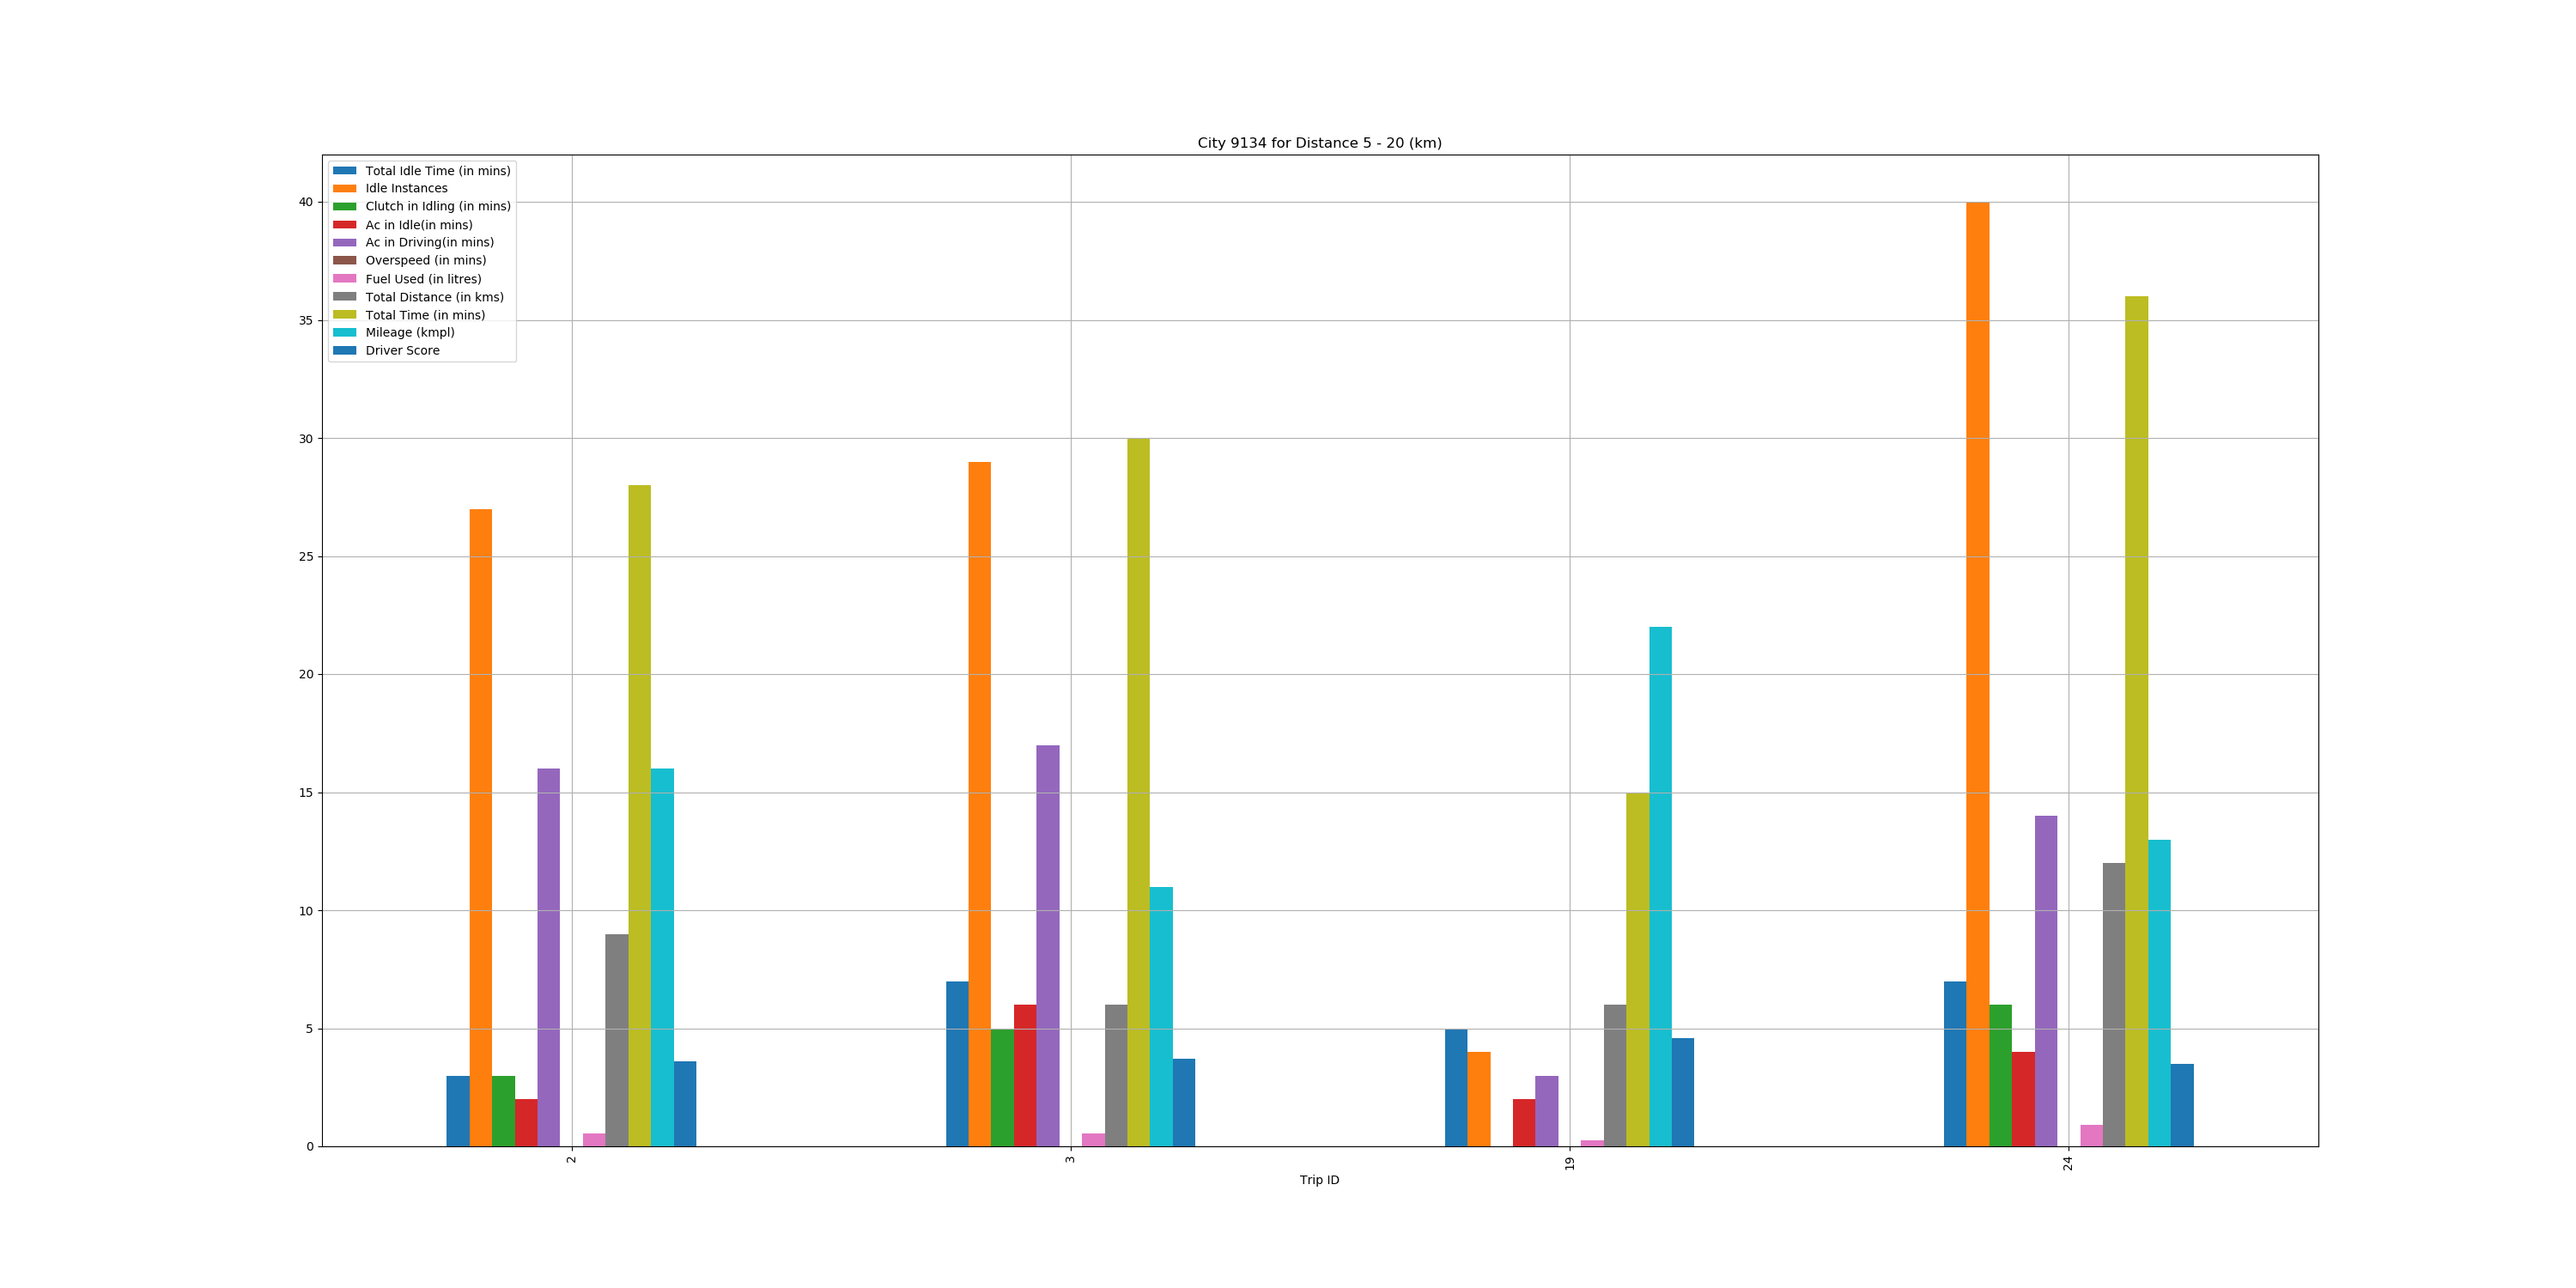 City 9134 for Distance 5 - 20 (km)
Total Idle Time (in mins)
Idle Instances
Clutch in Idling (in mins)
Ac in Idle(in mins)
Ac in Driving(in mins)
Overspeed (in mins)
Fuel Used (in litres)
Total Distance (in kms)
Total Time (in mins)
Mileage (kmpl)
Driver Score
40
35
30
25
20
15
10
5
0
2
3
19
24
Trip ID